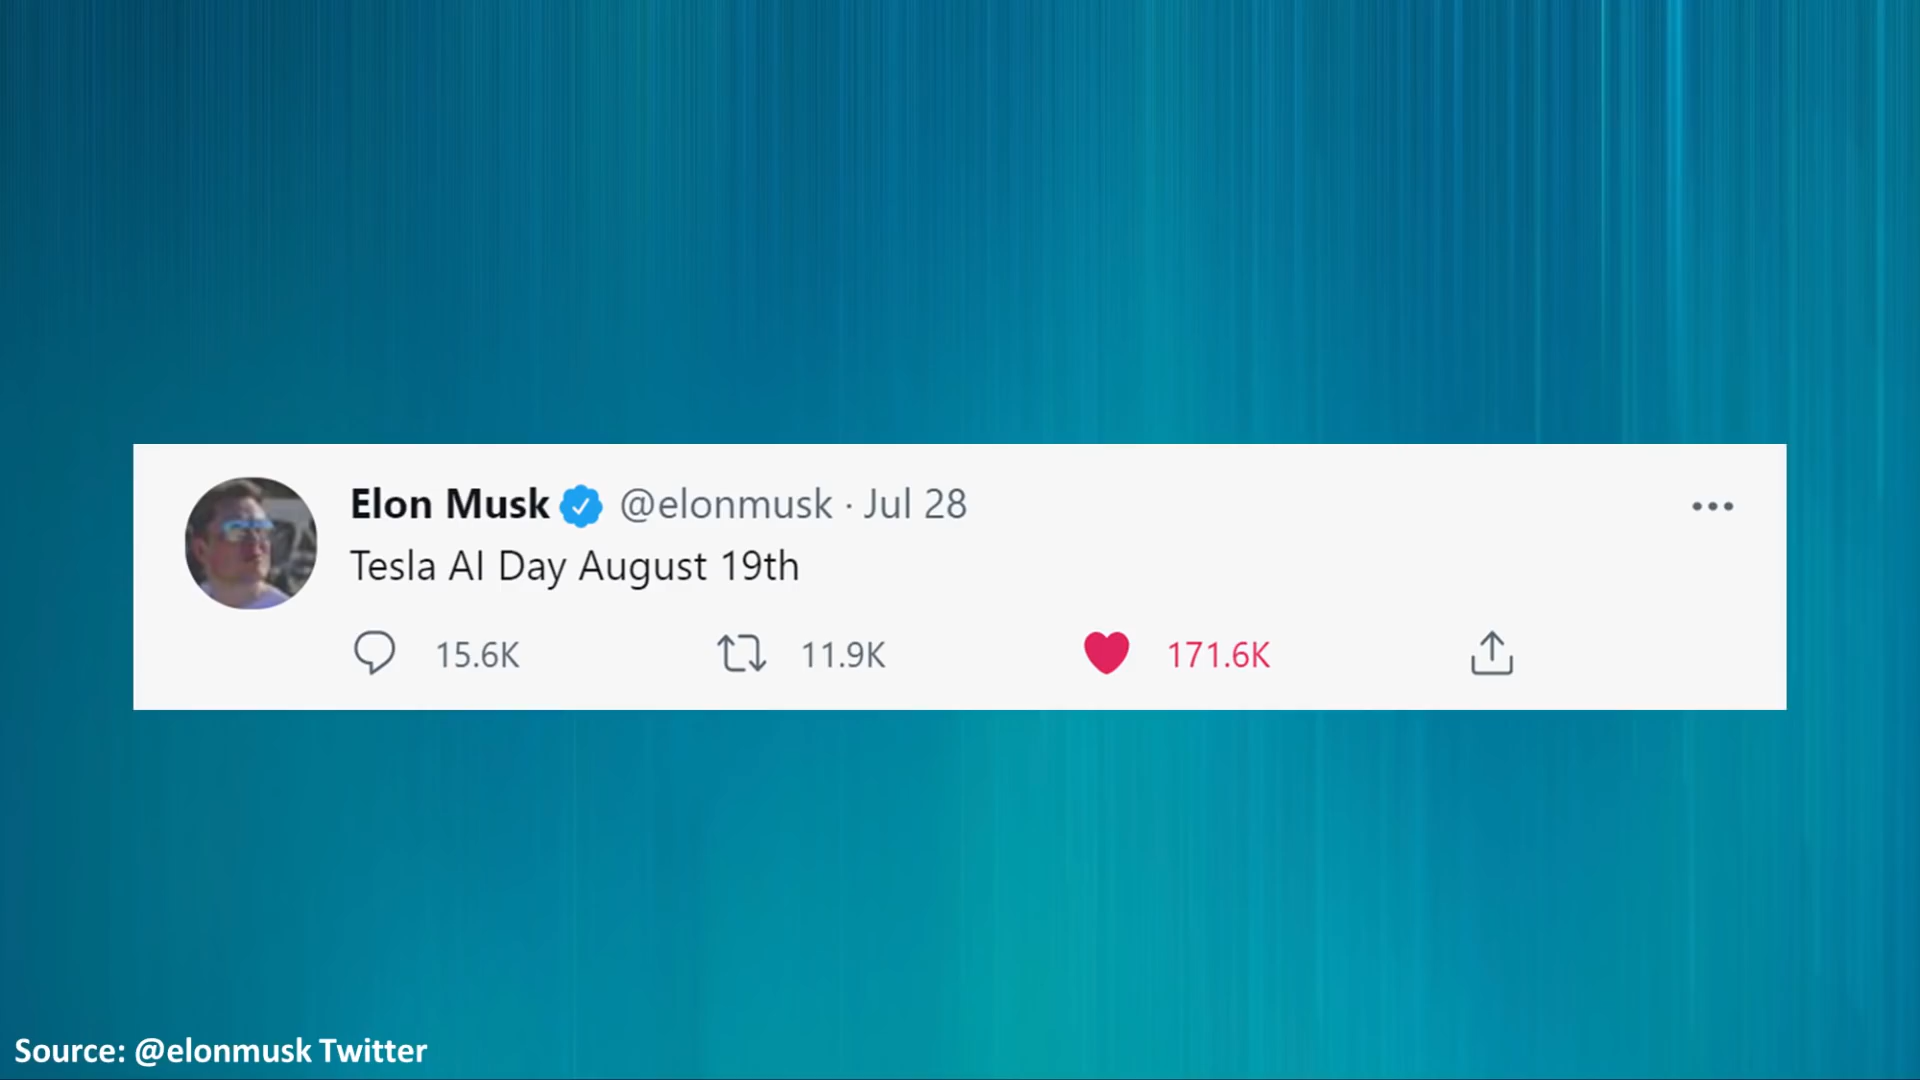 Elon Musk @elonmusk · Jul 28
Tesla AI Day August 19th
15.6K 11.9K 171.6K
Source: @elonmusk Twitter